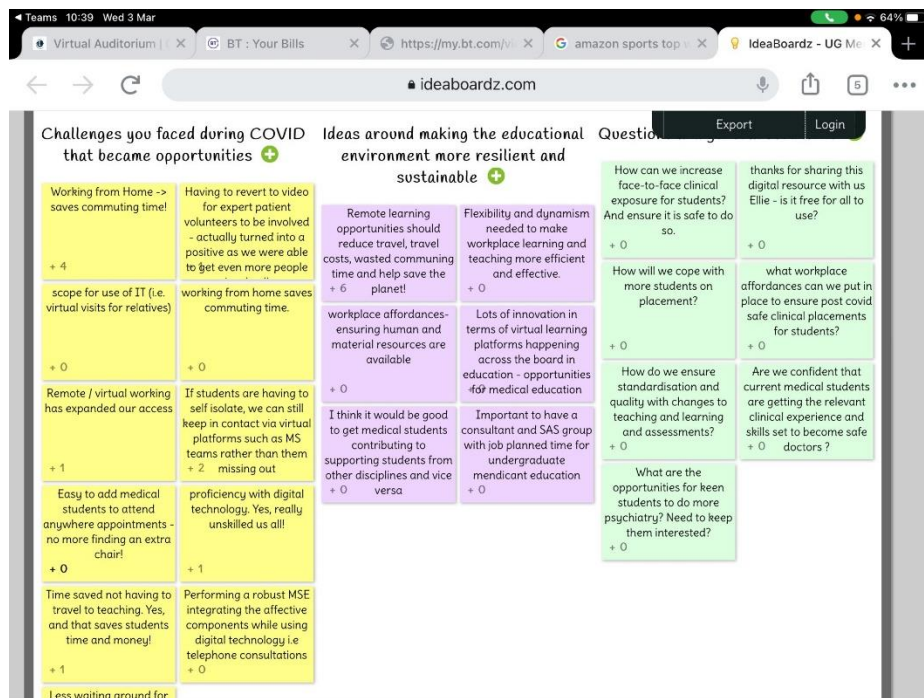 Teams 10:39 Wed 3 Mar
64%
Virtual Auditorium |
BT : Your Bills
https://my.bt.com/vi
amazon sports top
IdeaBoardz - UG Me
ideaboardz.com
5
Challenges you faced during COVID
that became opportunities
Working from Home ->
saves commuting time!
+ 4
Having to revert to video
for expert patient
volunteers to be involved
- actually turned into a
positive as we were able
to get even more people
scope for use of IT (i.e.
virtual visits for relatives)
+ 0
working from home saves
commuting time.
+ 0
Remote / virtual working
has expanded our access
+ 1
If students are having to
self isolate, we can still
keep in contact via virtual
platforms such as MS
teams rather than them
+ 2 missing out
Easy to add medical
students to attend
anywhere appointments -
no more finding an extra
chair!
+ 0
proficiency with digital
technology. Yes, really
unskilled us all!
+ 1
Time saved not having to
travel to teaching. Yes,
and that saves students
time and money!
+ 1
Performing a robust MSE
integrating the affective
components while using
digital technology i.e
telephone consultations
+ 0
Less waiting around for
Ideas around making the educational
environment more resilient and
sustainable
Remote learning
opportunities should
reduce travel, travel
costs, wasted communing
time and help save the
+ 6 planet!
Flexibility and dynamism
needed to make
workplace learning and
teaching more efficient
and effective.
+ 0
workplace affordances-
ensuring human and
material resources are
available
+ 0
Lots of innovation in
terms of virtual learning
platforms happening
across the board in
education - opportunities
for medical education
I think it would be good
to get medical students
contributing to
supporting students from
other disciplines and vice
+ 0 versa
Important to have a
consultant and SAS group
with job planned time for
undergraduate
mendicant education
+ 0
Export Login
How can we increase
face-to-face clinical
exposure for students?
And ensure it is safe to do
so.
+ 0
thanks for sharing this
digital resource with us
Ellie - is it free for all to
use?
+ 0
How will we cope with
more students on
placement?
+ 0
what workplace
affordances can we put in
place to ensure post covid
safe clinical placements
for students?
+ 0
How do we ensure
standardisation and
quality with changes to
teaching and learning
and assessments?
+ 0
Are we confident that
current medical students
are getting the relevant
clinical experience and
skills set to become safe
+ 0 doctors ?
What are the
opportunities for keen
students to do more
psychiatry? Need to keep
them interested?
+ 0